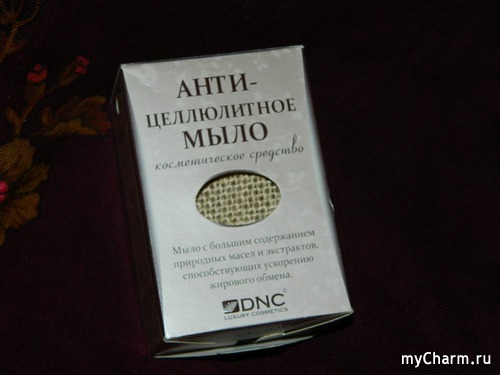 АНТИ-
ЦЕЛЛЮЛИТНОЕ
МЫЛО
косметическое средство
Мыло с большим содержанием
природных масел и экстрактов,
способствующих ускорению
жирового обмена.
DNC®
LUXURY COSMETICS
myCharm.ru